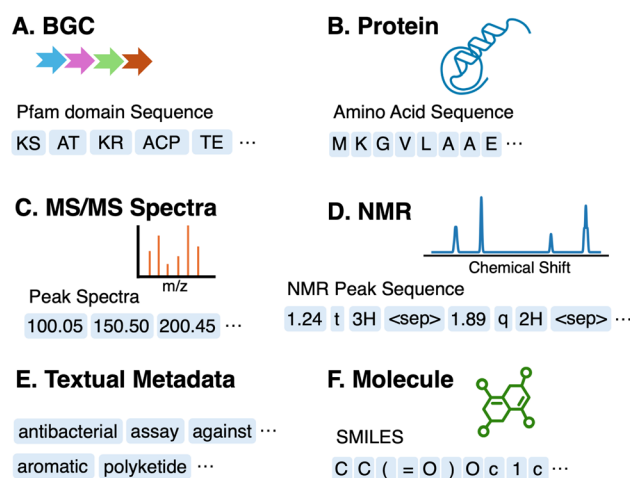 A. BGC
Pfam domain Sequence
KS AT KR ACP TE ···
B. Protein
Amino Acid Sequence
M K G V L A A E ···
C. MS/MS Spectra
m/z
Peak Spectra
100.05 150.50 200.45 ···
D. NMR
Chemical Shift
NMR Peak Sequence
1.24 t 3H <sep> 1.89 q 2H <sep> ···
E. Textual Metadata
antibacterial assay against ···
aromatic polyketide ···
F. Molecule
SMILES
C C ( = O ) O c 1 c ···